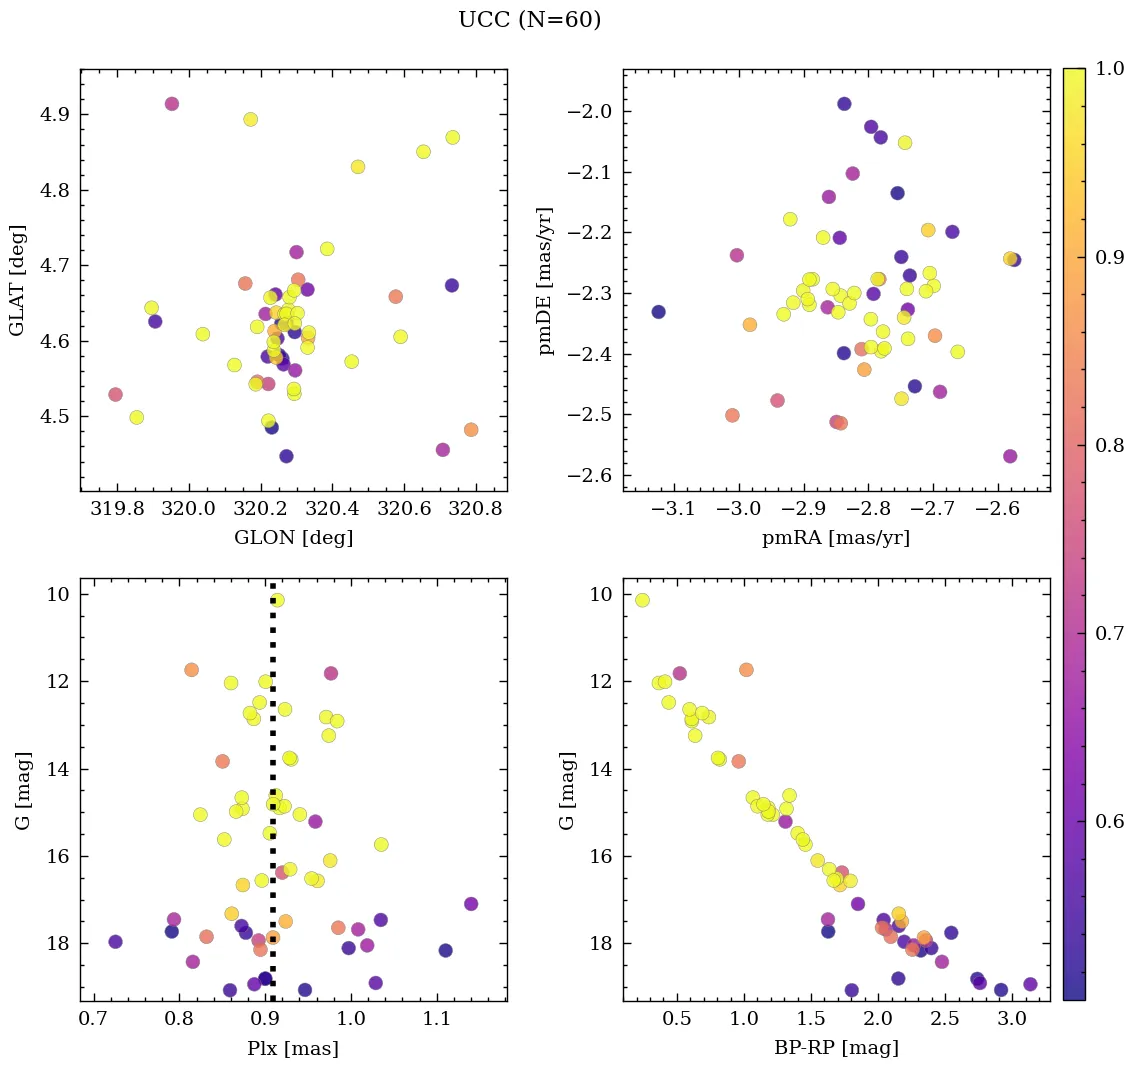 UCC (N=60)
4.9
4.8
4.7
4.6
4.5
GLAT [deg]
319.8 320.0 320.2 320.4 320.6 320.8
GLON [deg]
−2.0
−2.1
−2.2
−2.3
−2.4
−2.5
−2.6
pmDE [mas/yr]
−3.1 −3.0 −2.9 −2.8 −2.7 −2.6
pmRA [mas/yr]
1.0
0.9
0.8
0.7
0.6
10
12
14
16
18
G [mag]
0.7 0.8 0.9 1.0 1.1
Plx [mas]
10
12
14
16
18
G [mag]
0.5 1.0 1.5 2.0 2.5 3.0
BP-RP [mag]